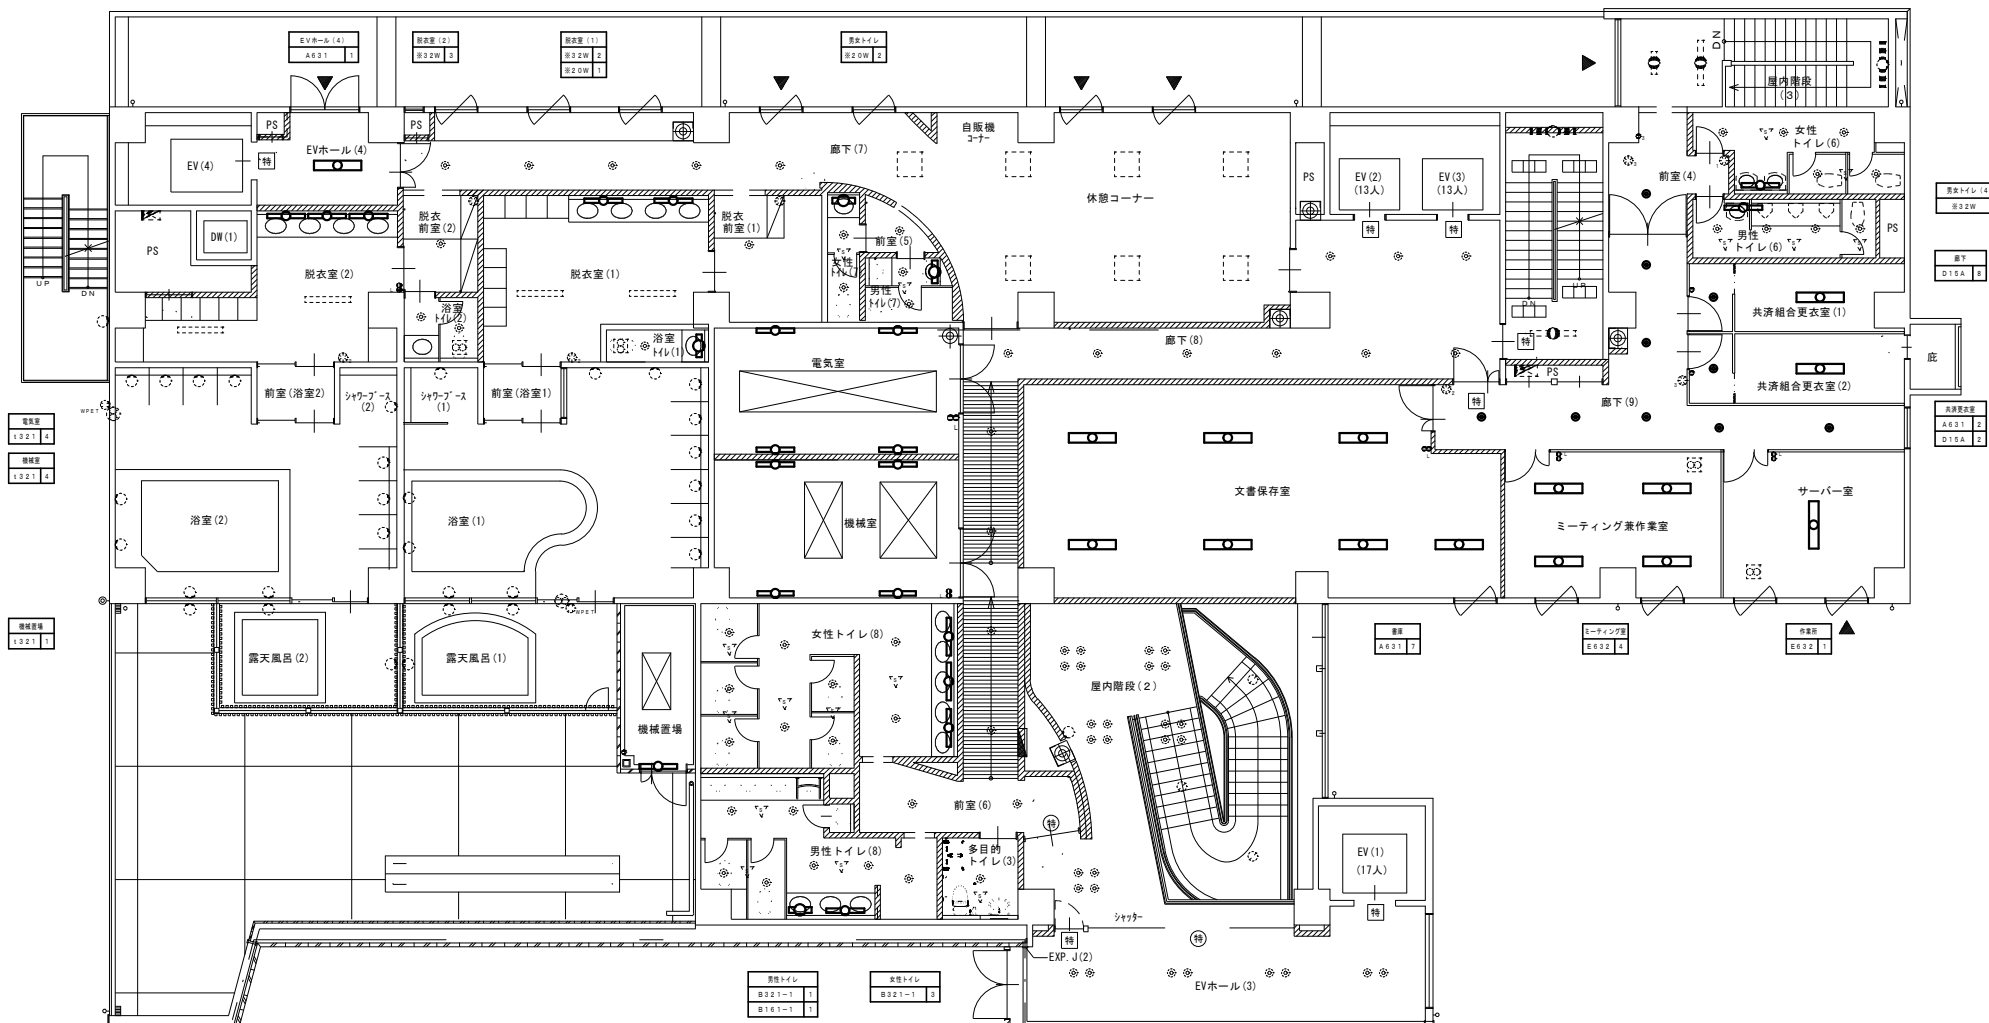 EVホール(4)
A631 1
脱衣室(2)
※32W 3
脱衣室(1)
※32W 2
※20W 1
男女トイレ
※20W 2
DN
屋内階段
(3)
PS
PS
EV(4)
特
EVホール(4)
自販機
コーナー
廊下(7)
休憩コーナー
PS
EV(2)
(13人)
EV(3)
(13人)
特
特
女性
トイレ(6)
前室(4)
男性
トイレ(6)
PS
男女トイレ(4
※32W
廊下
D15A 8
PS
DW(1)
UP
DN
脱衣
前室(2)
脱衣
前室(1)
前室(5)
脱衣室(2)
脱衣室(1)
男性
トイレ(7)
UP
DN
浴室
トイレ(2)
浴室
トイレ(1)
電気室
廊下(8)
特
PS
共済組合更衣室(1)
共済組合更衣室(2)
庇
前室(浴室2)
シャワーブース
(2)
シャワーブース
(1)
前室(浴室1)
特
廊下(9)
WPET
電気室
t321 4
機械室
t321 4
共済更衣室
A631 2
D15A 2
浴室(2)
浴室(1)
機械室
文書保存室
ミーティング兼作業室
サーバー室
WPET
機械置場
t321 1
露天風呂(2)
露天風呂(1)
機械置場
女性トイレ(8)
屋内階段(2)
書庫
A631 7
ミーティング室
E632 4
作業所
E632 1
前室(6)
特
男性トイレ(8)
多目的
トイレ(3)
EV(1)
(17人)
特
シャッター
特
特
EXP.J(2)
EVホール(3)
男性トイレ
B321-1 1
B161-1 1
女性トイレ
B321-1 3